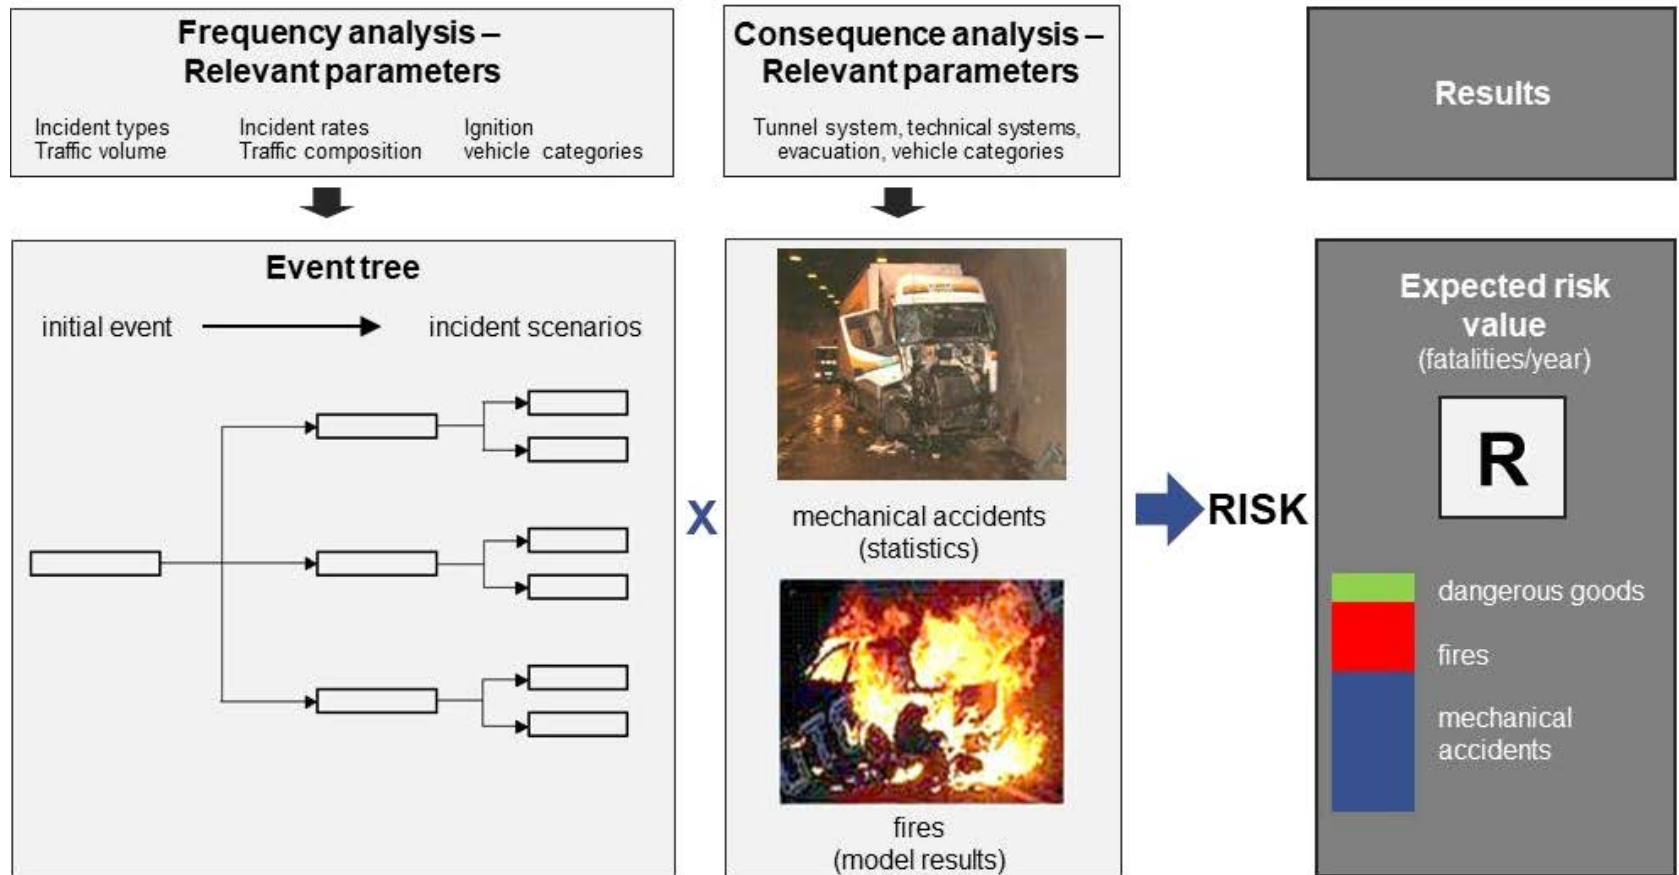 Frequency analysis –
Relevant parameters
Incident types
Traffic volume
Incident rates
Traffic composition
Ignition
vehicle categories
Consequence analysis –
Relevant parameters
Tunnel system, technical systems,
evacuation, vehicle categories
Results
Event tree
initial event
incident scenarios
X
mechanical accidents
(statistics)
fires
(model results)
RISK
Expected risk
value
(fatalities/year)
R
dangerous goods
fires
mechanical
accidents